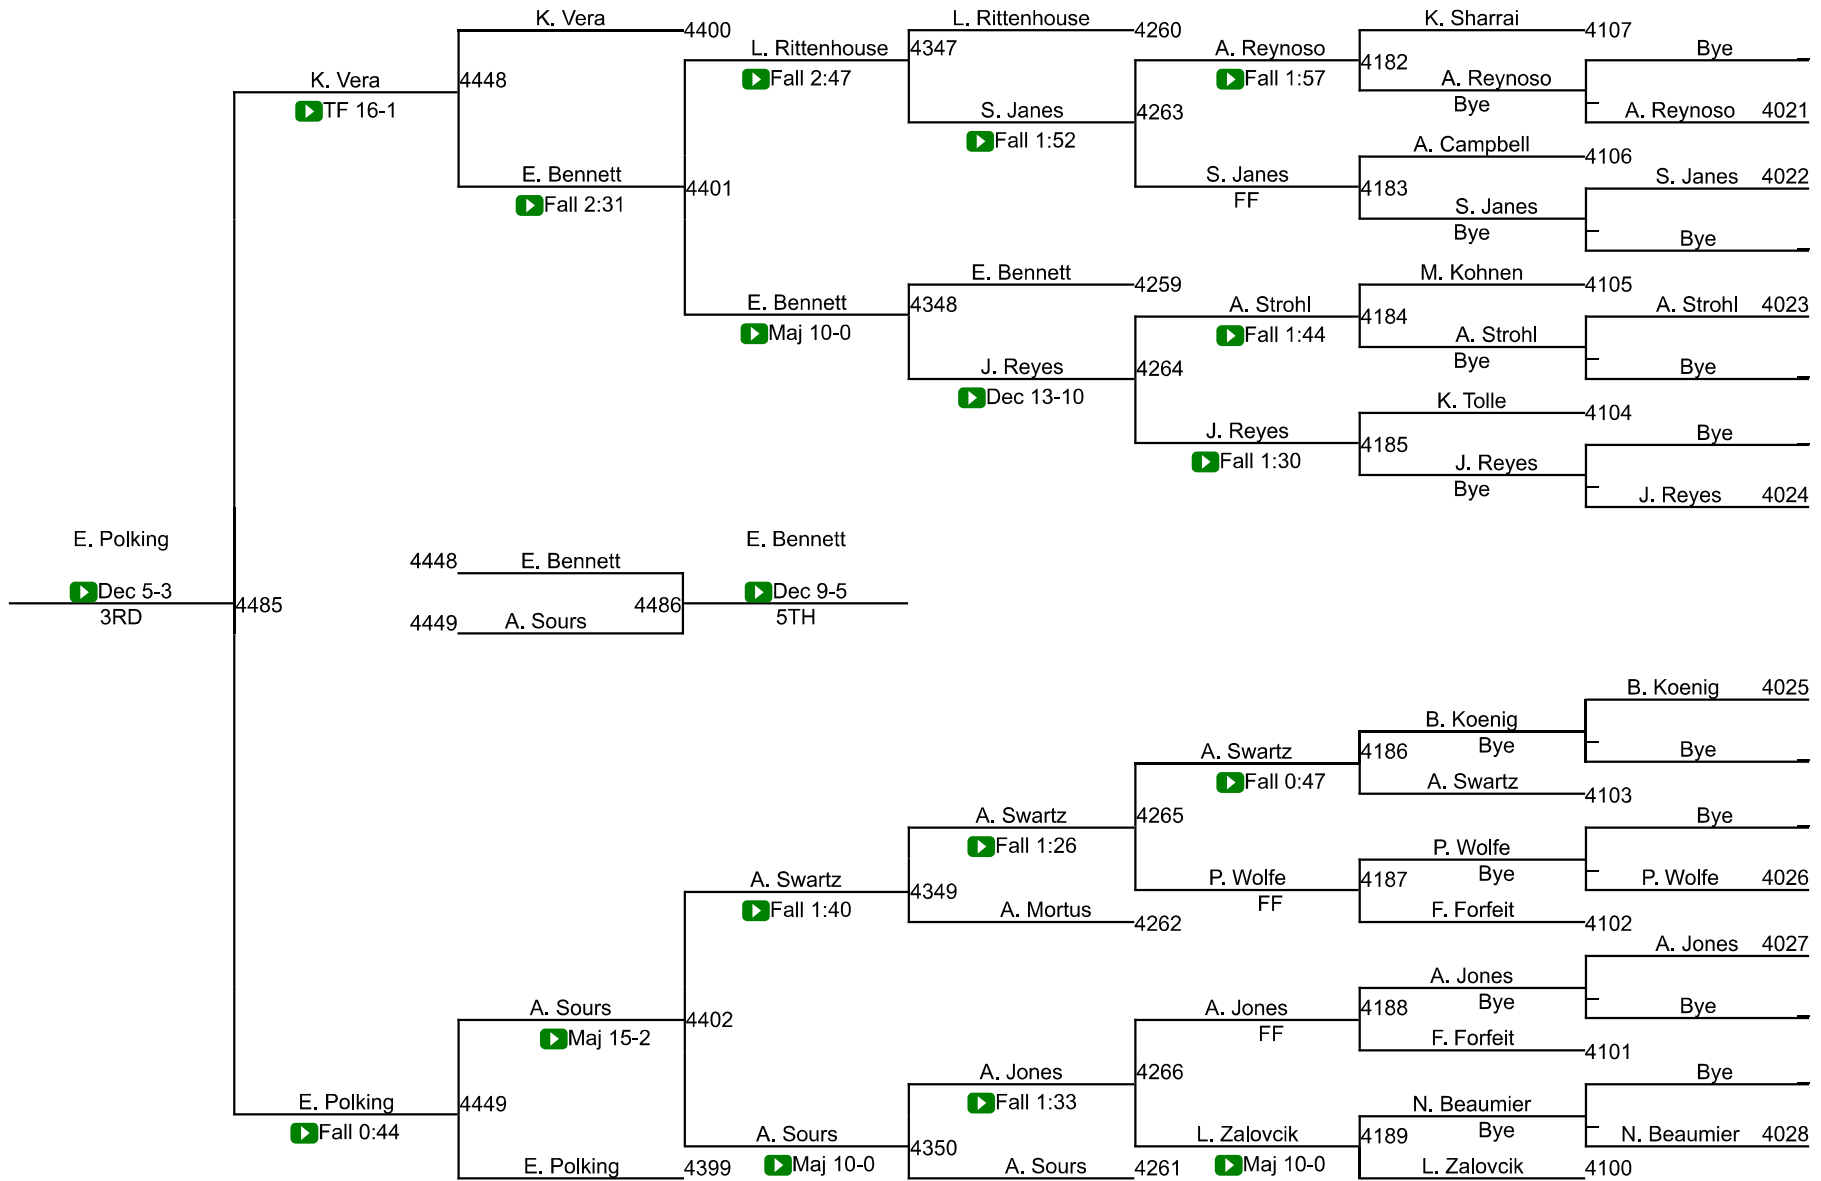 K. Vera
4400
L. Rittenhouse
4260
K. Sharrai
4107
L. Rittenhouse
4347
A. Reynoso
Bye
K. Vera
4448
Fall 2:47
Fall 1:57
4182
A. Reynoso
TF 16-1
S. Janes
4263
Bye
A. Reynoso 4021
Fall 1:52
A. Campbell
4106
E. Bennett
4401
S. Janes
4183
S. Janes 4022
Fall 2:31
FF
S. Janes
Bye
Bye
E. Bennett
4259
M. Kohnen
4105
E. Bennett
4348
A. Strohl
4184
A. Strohl 4023
Maj 10-0
Fall 1:44
A. Strohl
J. Reyes
4264
Bye
Bye
Dec 13-10
K. Tolle
4104
J. Reyes
4185
Bye
Fall 1:30
J. Reyes
Bye
J. Reyes 4024
E. Polking
E. Bennett
4448
E. Bennett
Dec 5-3
4485
4486
Dec 9-5
3RD
4449
A. Sours
5TH
B. Koenig 4025
B. Koenig
A. Swartz
4186
Bye
Bye
Fall 0:47
A. Swartz
4103
A. Swartz
4265
Bye
Fall 1:26
P. Wolfe
A. Swartz
4349
P. Wolfe
4187
Bye
P. Wolfe 4026
Fall 1:40
A. Mortus
4262
FF
F. Forfeit
4102
A. Jones 4027
A. Jones
A. Sours
4402
A. Jones
4188
Bye
Bye
Maj 15-2
FF
F. Forfeit
4101
A. Jones
4266
Bye
E. Polking
4449
Fall 1:33
N. Beaumier
Fall 0:44
A. Sours
4350
L. Zalovcik
4189
Bye
N. Beaumier 4028
E. Polking
4399
Maj 10-0
A. Sours
4261
Maj 10-0
L. Zalovcik
4100